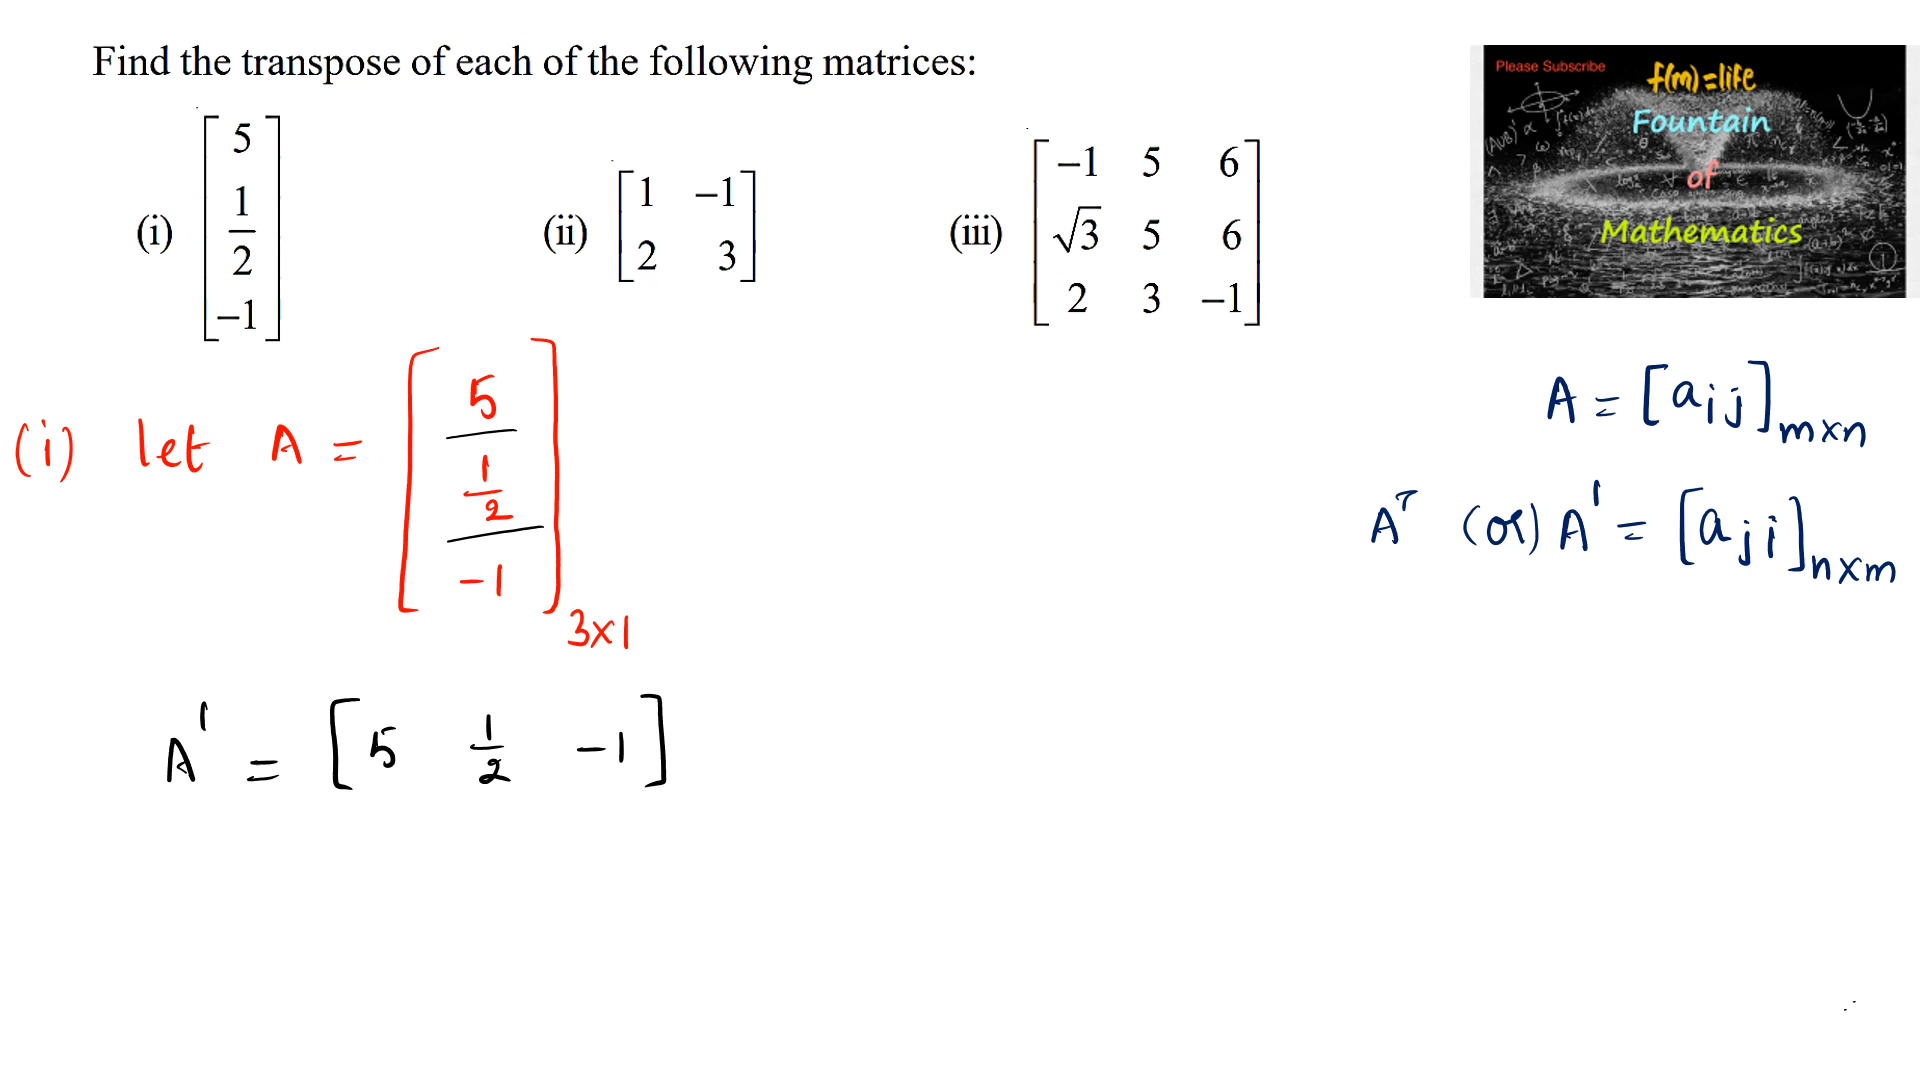 Find the transpose of each of the following matrices:
(i) [5 1/2 −1]
(ii) [1 −1
2 3]
(iii) [−1 5 6
√3 5 6
2 3 −1]
Please Subscribe
f(m)=life
Fountain
of
Mathematics
(i) let A = [5 1/2 −1]3×1
A = [aij]m×n
Aᵀ (or) A' = [aji]n×m
A' = [5 1/2 −1]